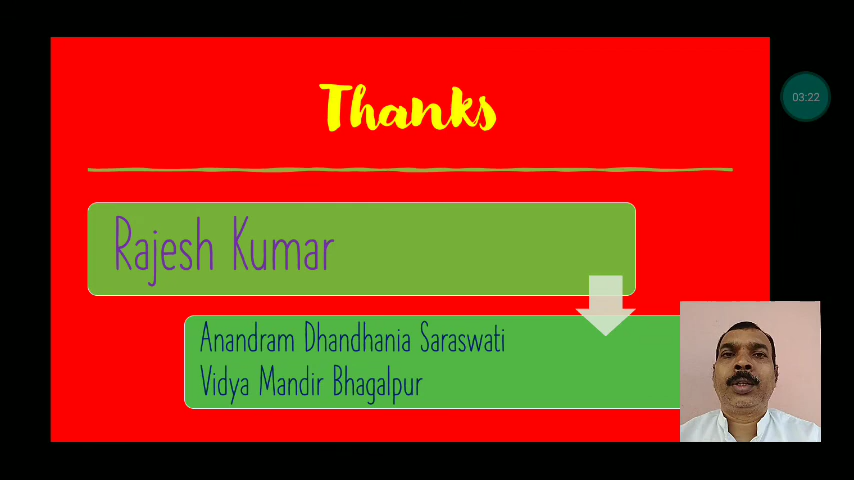 Thanks
03:22
Rajesh Kumar
Anandram Dhandhania Saraswati
Vidya Mandir Bhagalpur